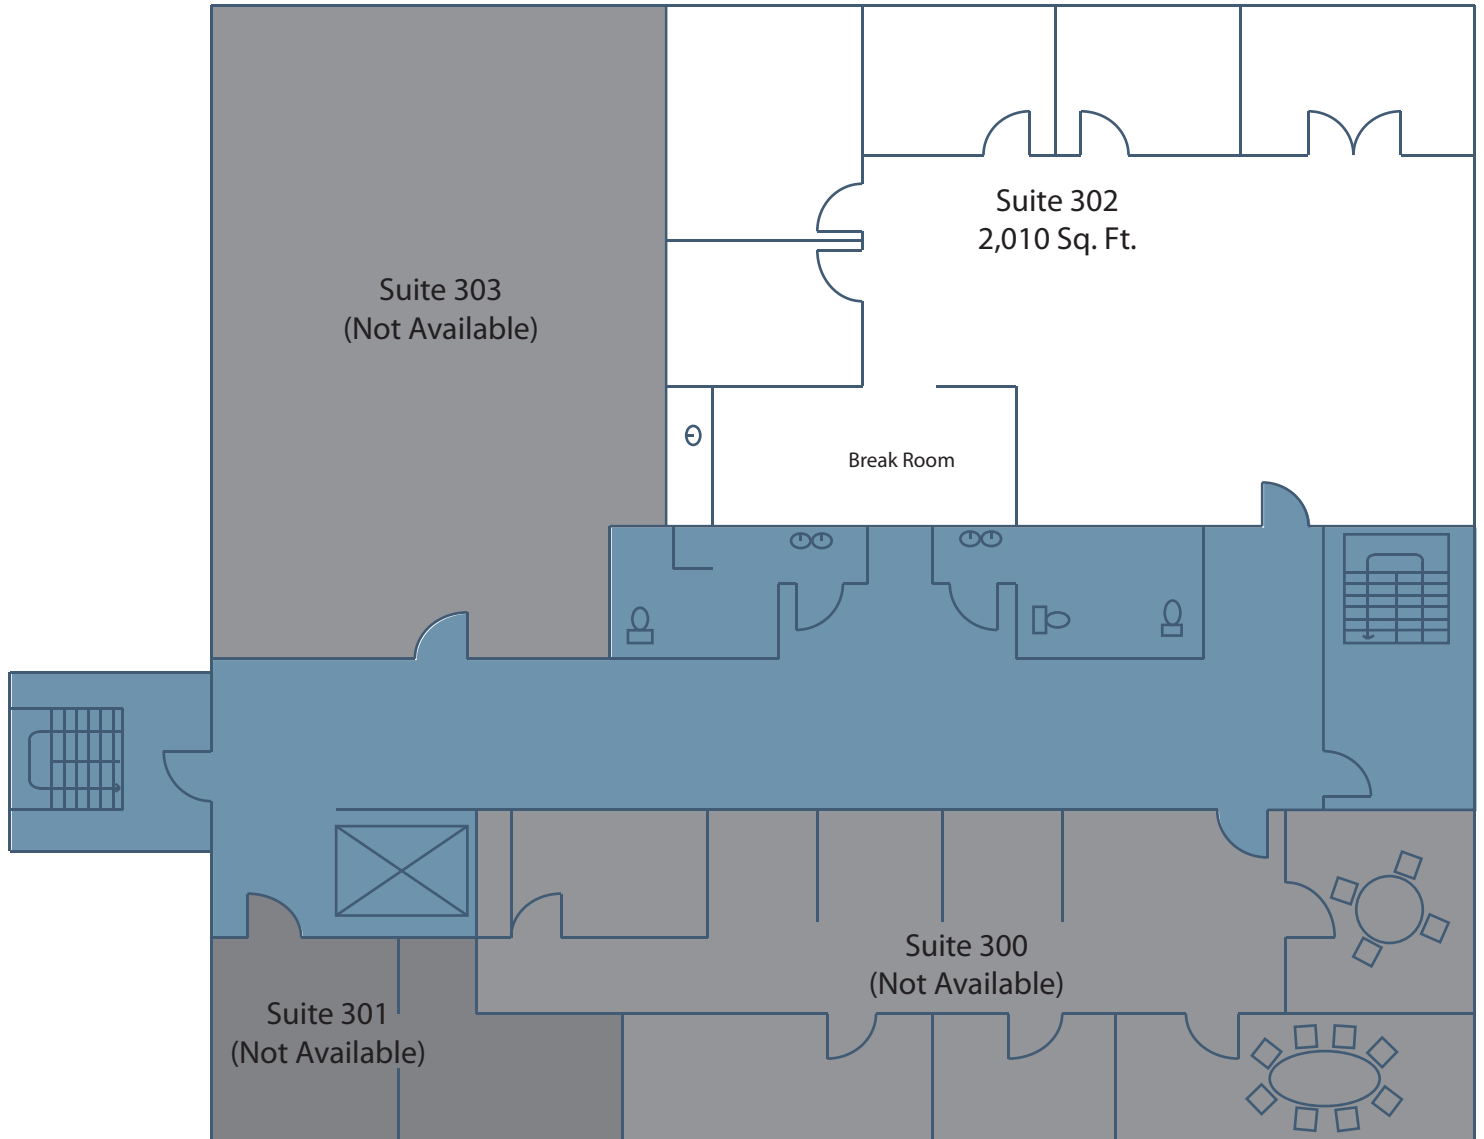 Suite 302
2,010 Sq. Ft.
Suite 303
(Not Available)
Break Room
Suite 300
(Not Available)
Suite 301
(Not Available)